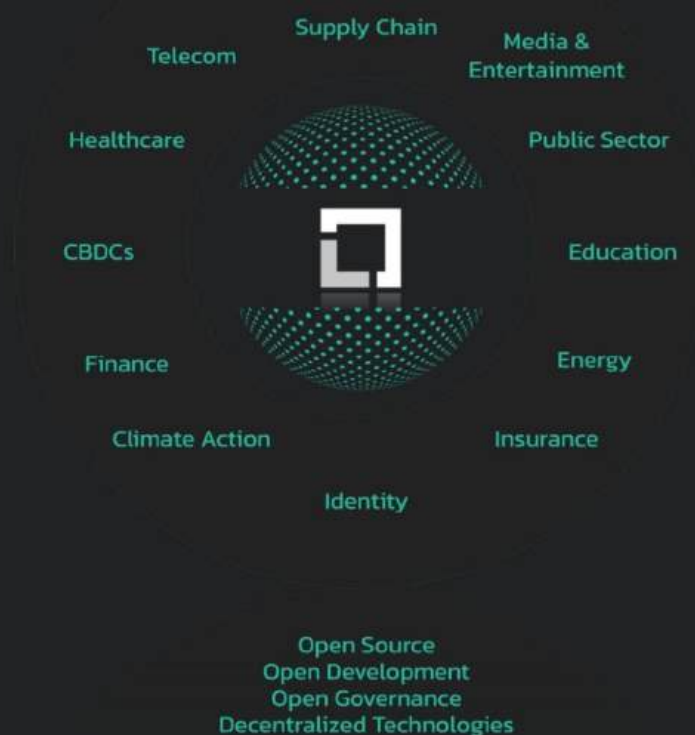 Supply Chain
Telecom
Media &
Entertainment
Healthcare
Public Sector
CBDCs
Education
Finance
Energy
Climate Action
Insurance
Identity
Open Source
Open Development
Open Governance
Decentralized Technologies